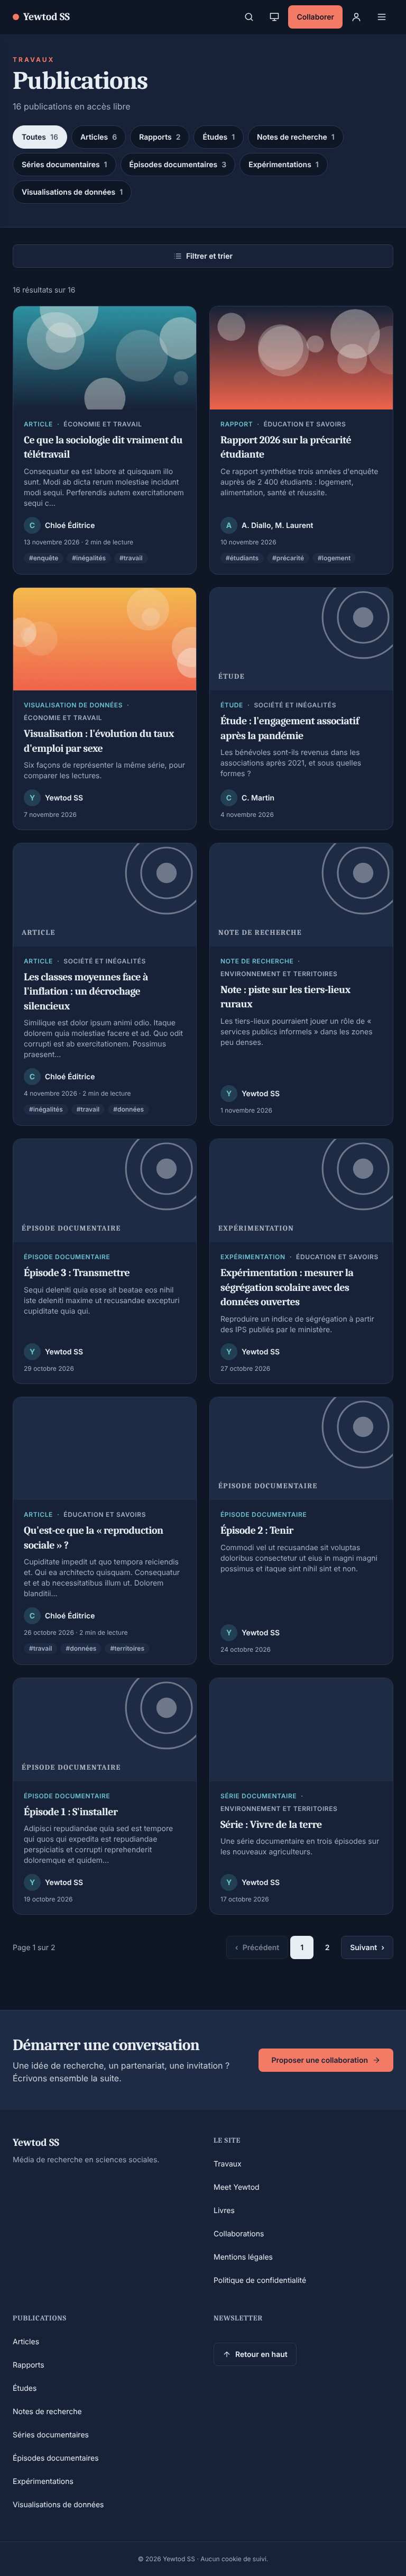 Yewtod SS
Collaborer
TRAVAUX
Publications
16 publications en accès libre
Toutes 16
Articles 6
Rapports 2
Études 1
Notes de recherche 1
Séries documentaires 1
Épisodes documentaires 3
Expérimentations 1
Visualisations de données 1
Filtrer et trier
16 résultats sur 16
ARTICLE · ÉCONOMIE ET TRAVAIL
Ce que la sociologie dit vraiment du
télétravail
Consequatur ea est labore at quisquam illo
sunt. Modi ab dicta rerum molestiae incidunt
modi sequi. Perferendis autem exercitationem
sequi c...
C
Chloé Éditrice
13 novembre 2026 · 2 min de lecture
#enquête
#inégalités
#travail
RAPPORT · ÉDUCATION ET SAVOIRS
Rapport 2026 sur la précarité
étudiante
Ce rapport synthétise trois années d'enquête
auprès de 2 400 étudiants : logement,
alimentation, santé et réussite.
A
A. Diallo, M. Laurent
10 novembre 2026
#étudiants
#précarité
#logement
VISUALISATION DE DONNÉES ·
ÉCONOMIE ET TRAVAIL
Visualisation : l'évolution du taux
d'emploi par sexe
Six façons de représenter la même série, pour
comparer les lectures.
Y
Yewtod SS
7 novembre 2026
ÉTUDE
ÉTUDE · SOCIÉTÉ ET INÉGALITÉS
Étude : l'engagement associatif
après la pandémie
Les bénévoles sont-ils revenus dans les
associations après 2021, et sous quelles
formes ?
C
C. Martin
4 novembre 2026
ARTICLE
ARTICLE · SOCIÉTÉ ET INÉGALITÉS
Les classes moyennes face à
l'inflation : un décrochage
silencieux
Similique est dolor ipsum animi odio. Itaque
dolorem quia molestiae facere et ad. Quo odit
corrupti est ab exercitationem. Possimus
praesent...
C
Chloé Éditrice
4 novembre 2026 · 2 min de lecture
#inégalités
#travail
#données
NOTE DE RECHERCHE
NOTE DE RECHERCHE ·
ENVIRONNEMENT ET TERRITOIRES
Note : piste sur les tiers-lieux
ruraux
Les tiers-lieux pourraient jouer un rôle de «
services publics informels » dans les zones
peu denses.
Y
Yewtod SS
1 novembre 2026
ÉPISODE DOCUMENTAIRE
ÉPISODE DOCUMENTAIRE
Épisode 3 : Transmettre
Sequi deleniti quia esse sit beatae eos nihil
iste deleniti maxime ut recusandae excepturi
cupiditate quia qui.
Y
Yewtod SS
29 octobre 2026
EXPÉRIMENTATION
EXPÉRIMENTATION · ÉDUCATION ET SAVOIRS
Expérimentation : mesurer la
ségrégation scolaire avec des
données ouvertes
Reproduire un indice de ségrégation à partir
des IPS publiés par le ministère.
Y
Yewtod SS
27 octobre 2026
ARTICLE · ÉDUCATION ET SAVOIRS
Qu'est-ce que la « reproduction
sociale » ?
Cupiditate impedit ut quo tempora reiciendis
et. Qui ea architecto quisquam. Consequatur
et et ab necessitatibus illum ut. Dolorem
blanditii...
C
Chloé Éditrice
26 octobre 2026 · 2 min de lecture
#travail
#données
#territoires
ÉPISODE DOCUMENTAIRE
ÉPISODE DOCUMENTAIRE
Épisode 2 : Tenir
Commodi vel ut recusandae sit voluptas
doloribus consectetur ut eius in magni magni
possimus et itaque sint nihil sint et non.
Y
Yewtod SS
24 octobre 2026
ÉPISODE DOCUMENTAIRE
ÉPISODE DOCUMENTAIRE
Épisode 1 : S'installer
Adipisci repudiandae quia sed est tempore
qui quos qui expedita est repudiandae
perspiciatis et corrupti reprehenderit
doloremque et quidem...
Y
Yewtod SS
19 octobre 2026
SÉRIE DOCUMENTAIRE ·
ENVIRONNEMENT ET TERRITOIRES
Série : Vivre de la terre
Une série documentaire en trois épisodes sur
les nouveaux agriculteurs.
Y
Yewtod SS
17 octobre 2026
Page 1 sur 2
‹ Précédent
1
2
Suivant ›
Démarrer une conversation
Une idée de recherche, un partenariat, une invitation ?
Écrivons ensemble la suite.
Proposer une collaboration →
Yewtod SS
Média de recherche en sciences sociales.
LE SITE
Travaux
Meet Yewtod
Livres
Collaborations
Mentions légales
Politique de confidentialité
PUBLICATIONS
Articles
Rapports
Études
Notes de recherche
Séries documentaires
Épisodes documentaires
Expérimentations
Visualisations de données
NEWSLETTER
↑ Retour en haut
© 2026 Yewtod SS · Aucun cookie de suivi.